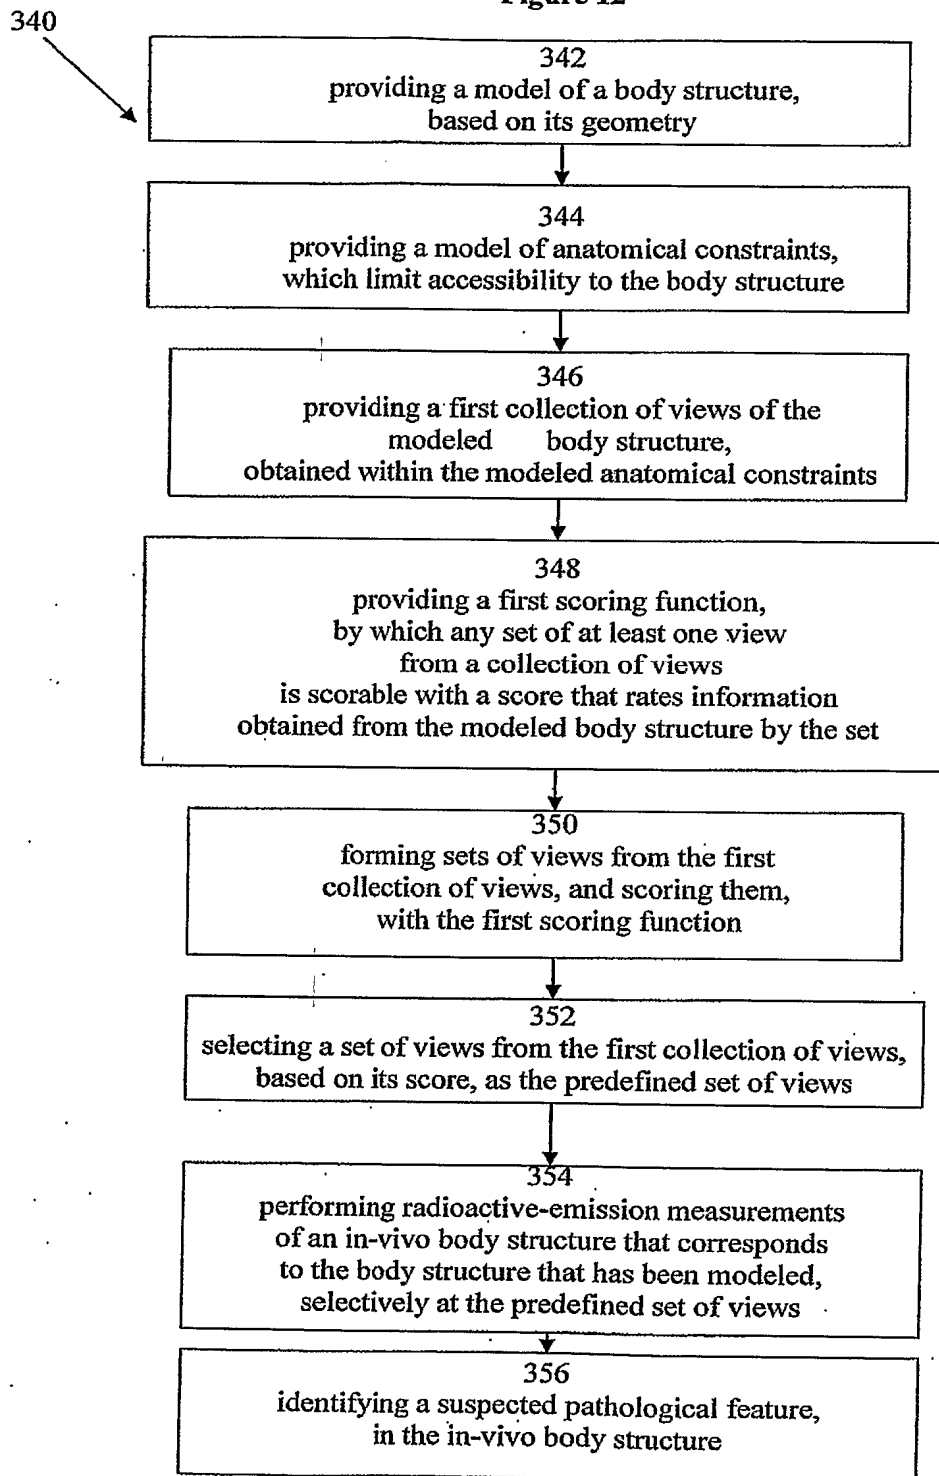 Figure 12
340
342
providing a model of a body structure,
based on its geometry
344
providing a model of anatomical constraints,
which limit accessibility to the body structure
346
providing a first collection of views of the
modeled body structure,
obtained within the modeled anatomical constraints
348
providing a first scoring function,
by which any set of at least one view
from a collection of views
is scorable with a score that rates information
obtained from the modeled body structure by the set
350
forming sets of views from the first
collection of views, and scoring them,
with the first scoring function
352
selecting a set of views from the first collection of views,
based on its score, as the predefined set of views
354
performing radioactive-emission measurements
of an in-vivo body structure that corresponds
to the body structure that has been modeled,
selectively at the predefined set of views
356
identifying a suspected pathological feature,
in the in-vivo body structure